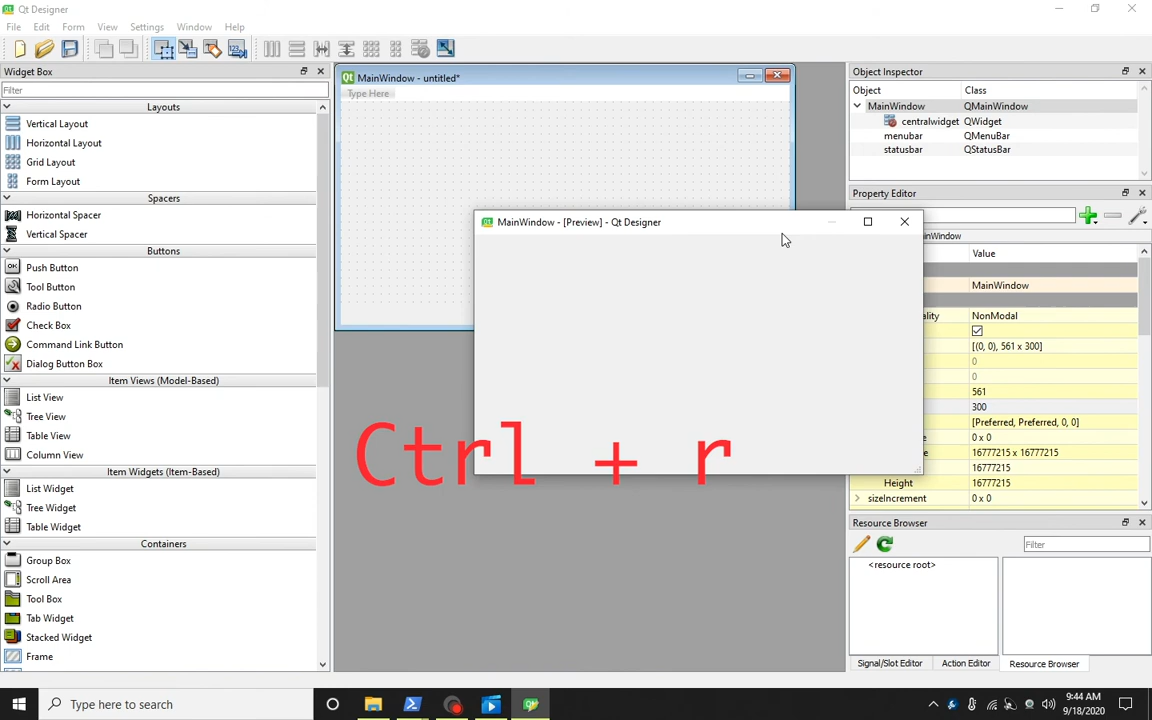 Qt Designer
File Edit Form View Settings Window Help
Widget Box
Filter
Layouts
Vertical Layout
Horizontal Layout
Grid Layout
Form Layout
Spacers
Horizontal Spacer
Vertical Spacer
Buttons
OK Push Button
Tool Button
Radio Button
Check Box
Command Link Button
Dialog Button Box
Item Views (Model-Based)
List View
Tree View
Table View
Column View
Item Widgets (Item-Based)
List Widget
Tree Widget
Table Widget
Containers
Group Box
Scroll Area
Tool Box
Tab Widget
Stacked Widget
Frame
Qt MainWindow - untitled*
Type Here
Qt MainWindow - [Preview] - Qt Designer
Ctrl + r
Object Inspector
Object Class
MainWindow QMainWindow
centralwidget QWidget
menubar QMenuBar
statusbar QStatusBar
Property Editor
inWindow
Value
MainWindow
ality NonModal
[(0, 0), 561 x 300]
0
0
561
300
[Preferred, Preferred, 0, 0]
e 0 x 0
e 16777215 x 16777215
16777215
Height 16777215
sizeIncrement 0 x 0
Resource Browser
Filter
<resource root>
Signal/Slot Editor Action Editor Resource Browser
Type here to search
9:44 AM
9/18/2020